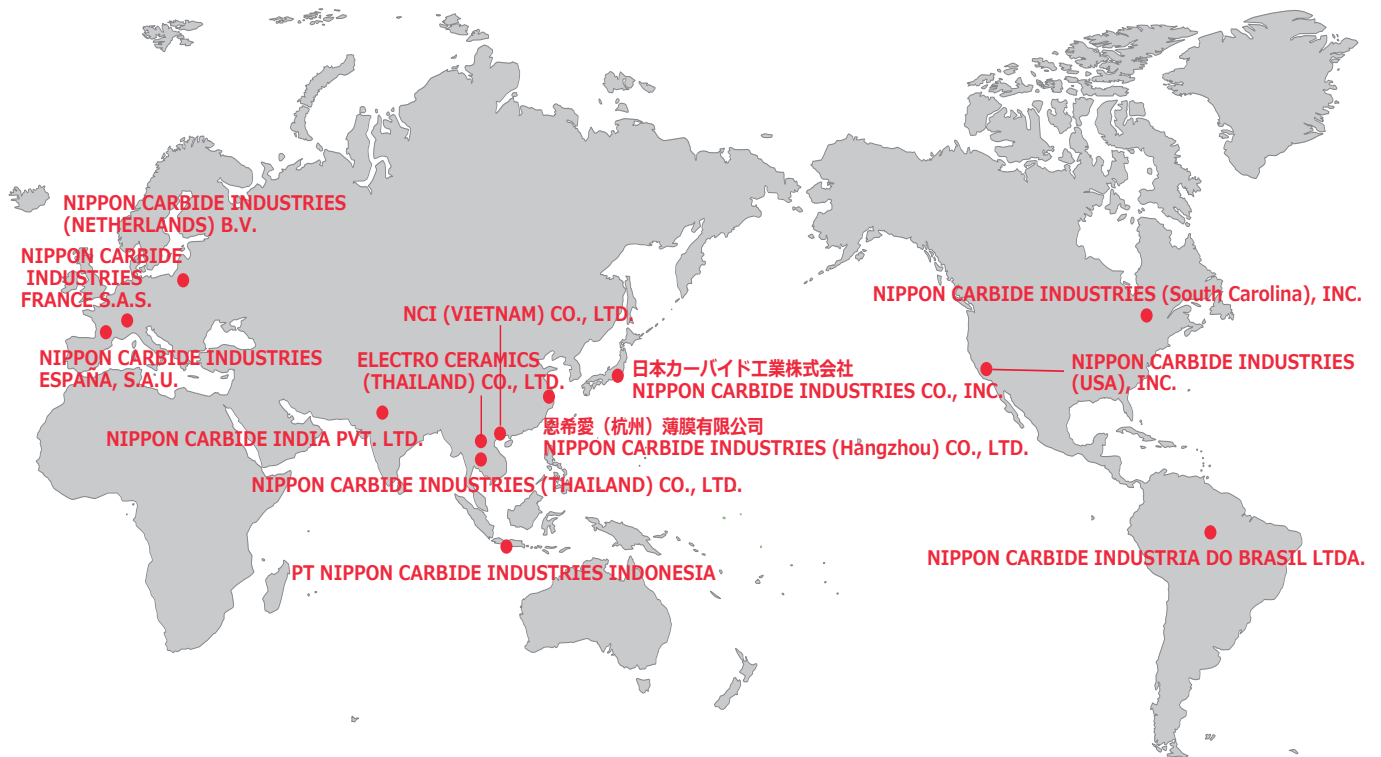 NIPPON CARBIDE INDUSTRIES
(NETHERLANDS) B.V.
NIPPON CARBIDE
INDUSTRIES
FRANCE S.A.S.
NIPPON CARBIDE INDUSTRIES
ESPAÑA, S.A.U.
NCI (VIETNAM) CO., LTD.
ELECTRO CERAMICS
(THAILAND) CO., LTD.
日本カーバイド工業株式会社
NIPPON CARBIDE INDUSTRIES CO., INC.
恩希愛（杭州）薄膜有限公司
NIPPON CARBIDE INDUSTRIES (Hangzhou) CO., LTD.
NIPPON CARBIDE INDIA PVT. LTD.
NIPPON CARBIDE INDUSTRIES (THAILAND) CO., LTD.
PT NIPPON CARBIDE INDUSTRIES INDONESIA
NIPPON CARBIDE INDUSTRIES (South Carolina), INC.
NIPPON CARBIDE INDUSTRIES
(USA), INC.
NIPPON CARBIDE INDUSTRIA DO BRASIL LTDA.